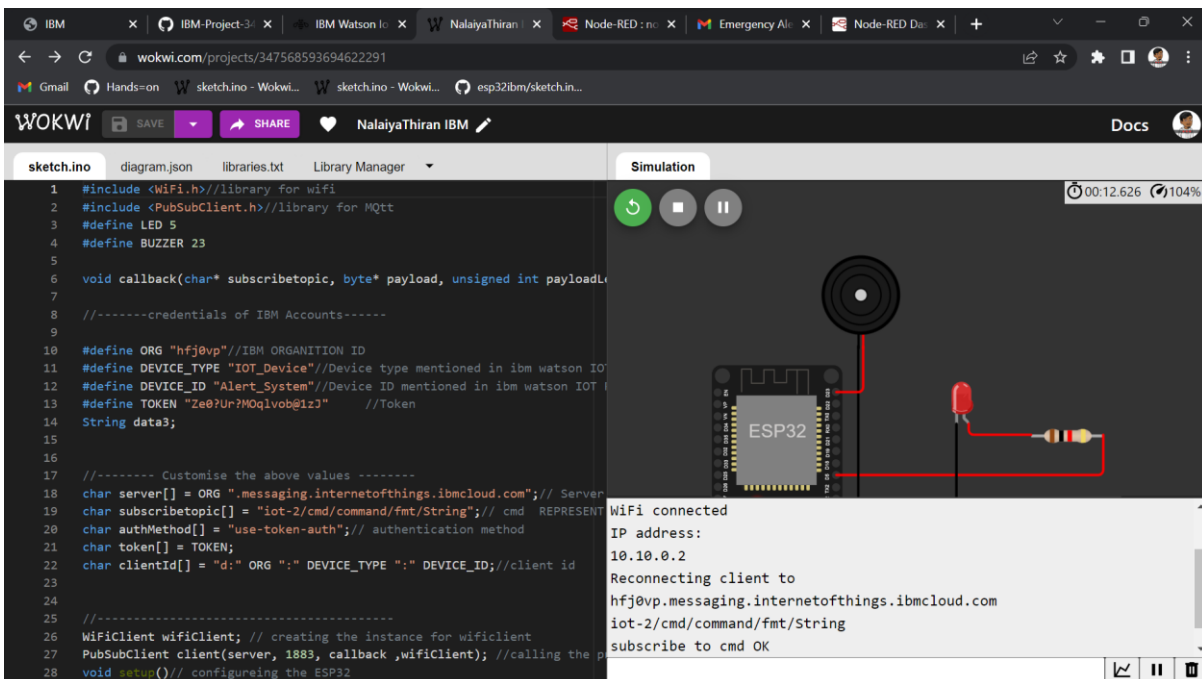 IBM
IBM-Project-34
IBM Watson Io
NalaiyaThiran I
Node-RED : no
Emergency Ale
Node-RED Das
wokwi.com/projects/347568593694622291
Gmail
Hands=on
sketch.ino - Wokwi...
sketch.ino - Wokwi...
esp32ibm/sketch.in...
WOKWI
SAVE
SHARE
NalaiyaThiran IBM
Docs
sketch.ino
diagram.json
libraries.txt
Library Manager
Simulation
1 #include <WiFi.h>//library for wifi
2 #include <PubSubClient.h>//library for MQtt
3 #define LED 5
4 #define BUZZER 23
5
6 void callback(char* subscribetopic, byte* payload, unsigned int payloadLe
7
8 //-------credentials of IBM Accounts------
9
10 #define ORG "hfj0vp"//IBM ORGANITION ID
11 #define DEVICE_TYPE "IOT_Device"//Device type mentioned in ibm watson IO
12 #define DEVICE_ID "Alert_System"//Device ID mentioned in ibm watson IOT
13 #define TOKEN "Ze0?Ur?MOqlvob@1zJ" //Token
14 String data3;
15
16
17 //-------- Customise the above values --------
18 char server[] = ORG ".messaging.internetofthings.ibmcloud.com";// Server
19 char subscribetopic[] = "iot-2/cmd/command/fmt/String";// cmd REPRESENT
20 char authMethod[] = "use-token-auth";// authentication method
21 char token[] = TOKEN;
22 char clientId[] = "d:" ORG ":" DEVICE_TYPE ":" DEVICE_ID;//client id
23
24
25 //-----------------------------------------
26 WiFiClient wifiClient; // creating the instance for wificlient
27 PubSubClient client(server, 1883, callback ,wifiClient); //calling the p
28 void setup()// configureing the ESP32
00:12.626
104%
ESP32
WiFi connected
IP address:
10.10.0.2
Reconnecting client to
hfj0vp.messaging.internetofthings.ibmcloud.com
iot-2/cmd/command/fmt/String
subscribe to cmd OK